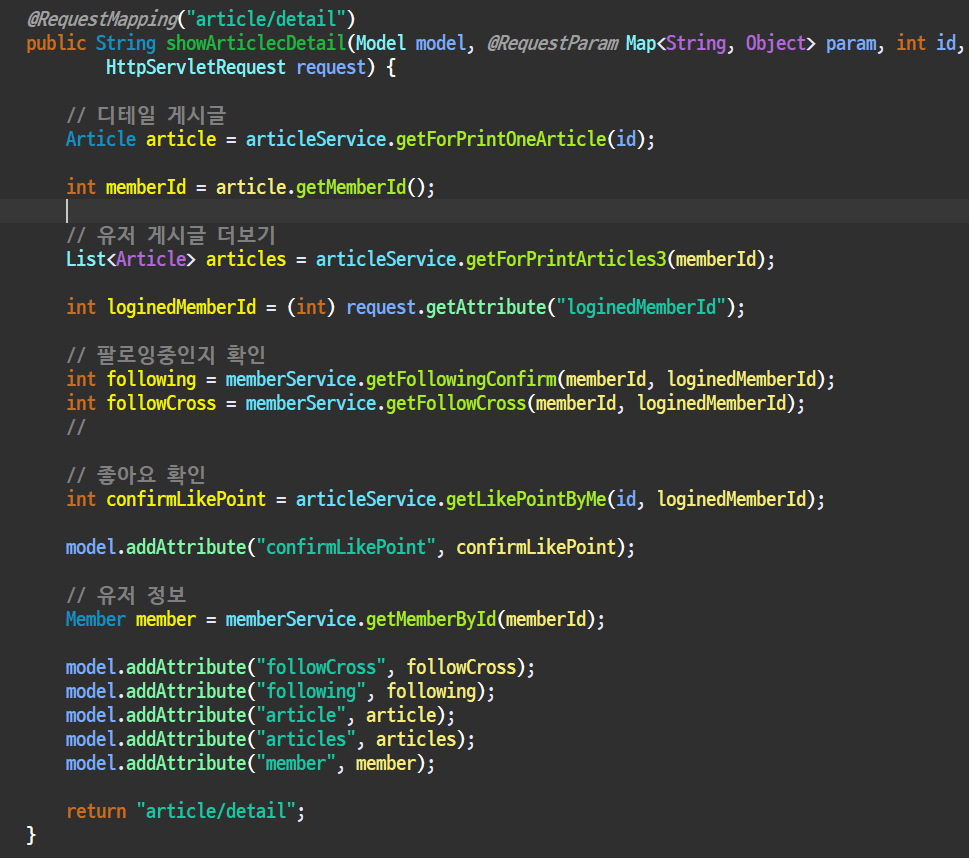 @RequestMapping("article/detail")
public String showArticlecDetail(Model model, @RequestParam Map<String, Object> param, int id,
HttpServletRequest request) {
// 디테일 게시글
Article article = articleService.getForPrintOneArticle(id);
int memberId = article.getMemberId();
// 유저 게시글 더보기
List<Article> articles = articleService.getForPrintArticles3(memberId);
int loginedMemberId = (int) request.getAttribute("loginedMemberId");
// 팔로잉중인지 확인
int following = memberService.getFollowingConfirm(memberId, loginedMemberId);
int followCross = memberService.getFollowCross(memberId, loginedMemberId);
//
// 좋아요 확인
int confirmLikePoint = articleService.getLikePointByMe(id, loginedMemberId);
model.addAttribute("confirmLikePoint", confirmLikePoint);
// 유저 정보
Member member = memberService.getMemberById(memberId);
model.addAttribute("followCross", followCross);
model.addAttribute("following", following);
model.addAttribute("article", article);
model.addAttribute("articles", articles);
model.addAttribute("member", member);
return "article/detail";
}